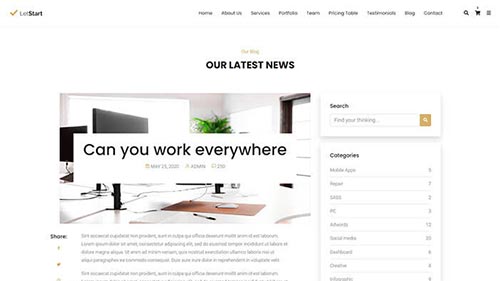 LetStart
Home About Us Services Portfolio Team Pricing Table Testimonials Blog Contact
Our Blog
OUR LATEST NEWS
Can you work everywhere
MAY 23, 2020 ADMIN 250
Search
Find your thinking...
Categories
Mobile Apps 5
Repair 7
SRSS 2
PC 3
Adwords 12
Social media 20
Dashboard 6
Creative 4
Infographic 3
Share:
Sint occaecat cupidatat non proident, sunt in culpa qui officia deserunt mollit anim id est laborum.
Lorem ipsum dolor sit amet, consectetur adipisicing elit, sed do eiusmod tempor incididunt ut labore et
dolore magna aliqua. Ut enim ad minim veniam, quis nostrud exercitation ullamco laboris nisi ut
aliqup exeprehex ea commodo consequat. Duis aute irure dolor in reprehenderit in voluptate velit
Sint occaecat cupidatat non proident, sunt in culpa qui officia deserunt mollit anim id est laborum.